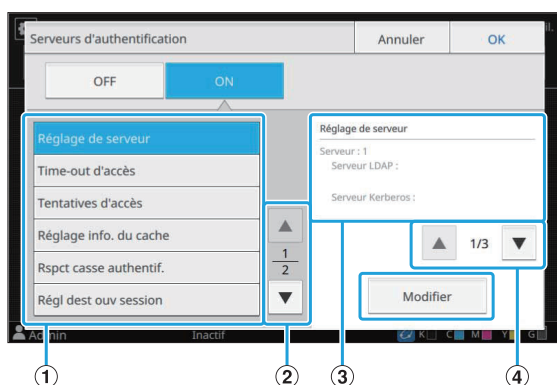 Serveurs d'authentification
Annuler
OK
il.
OFF
ON
Réglage de serveur
Time-out d'accès
Tentatives d'accès
Réglage info. du cache
Rspct casse authentif.
Régl dest ouv session
1
2
Réglage de serveur
Serveur : 1
Serveur LDAP :
Serveur Kerberos :
1/3
Modifier
Admin
Inactif
K C M Y G
1 2 3 4